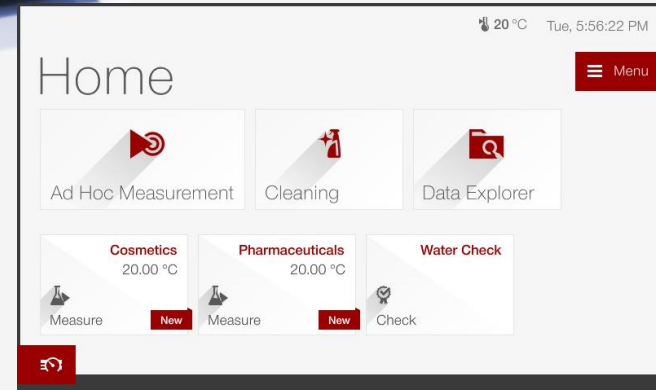 20 °C Tue, 5:56:22 PM
Home
Menu
Ad Hoc Measurement Cleaning Data Explorer
Cosmetics Pharmaceuticals Water Check
20.00 °C 20.00 °C
Measure New Measure New Check